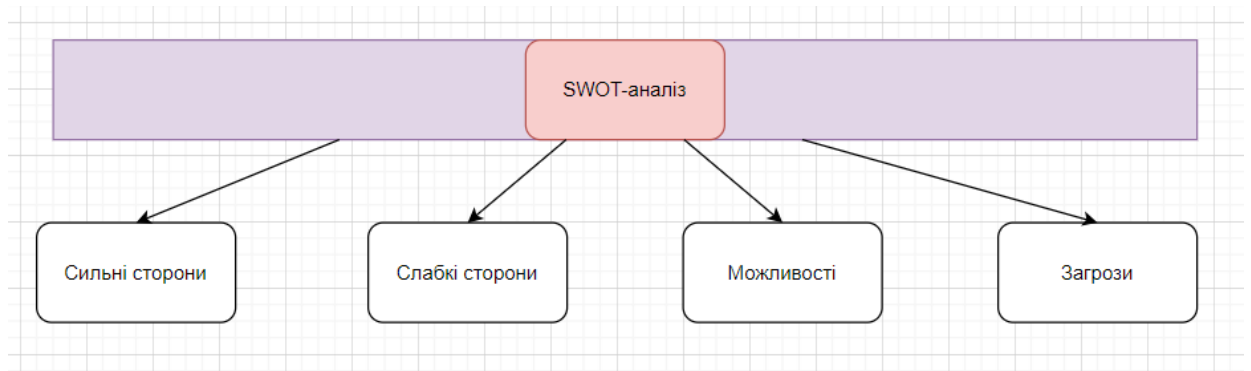 SWOT-аналіз
Сильні сторони
Слабкі сторони
Можливості
Загрози